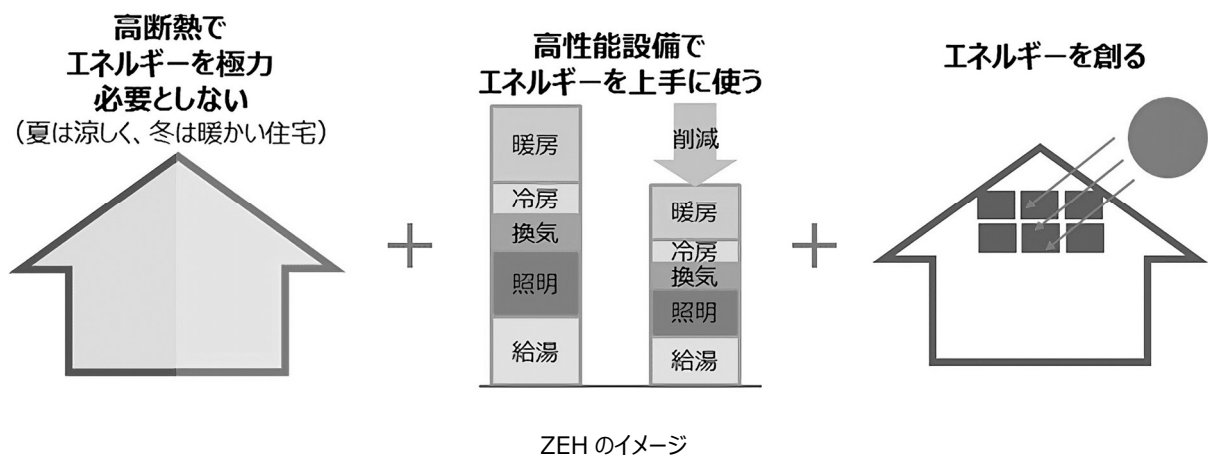 高断熱で
エネルギーを極力
必要としない
（夏は涼しく、冬は暖かい住宅）
高性能設備で
エネルギーを上手に使う
暖房
冷房
換気
照明
給湯
削減
暖房
冷房
換気
照明
給湯
エネルギーを創る
ZEH のイメージ